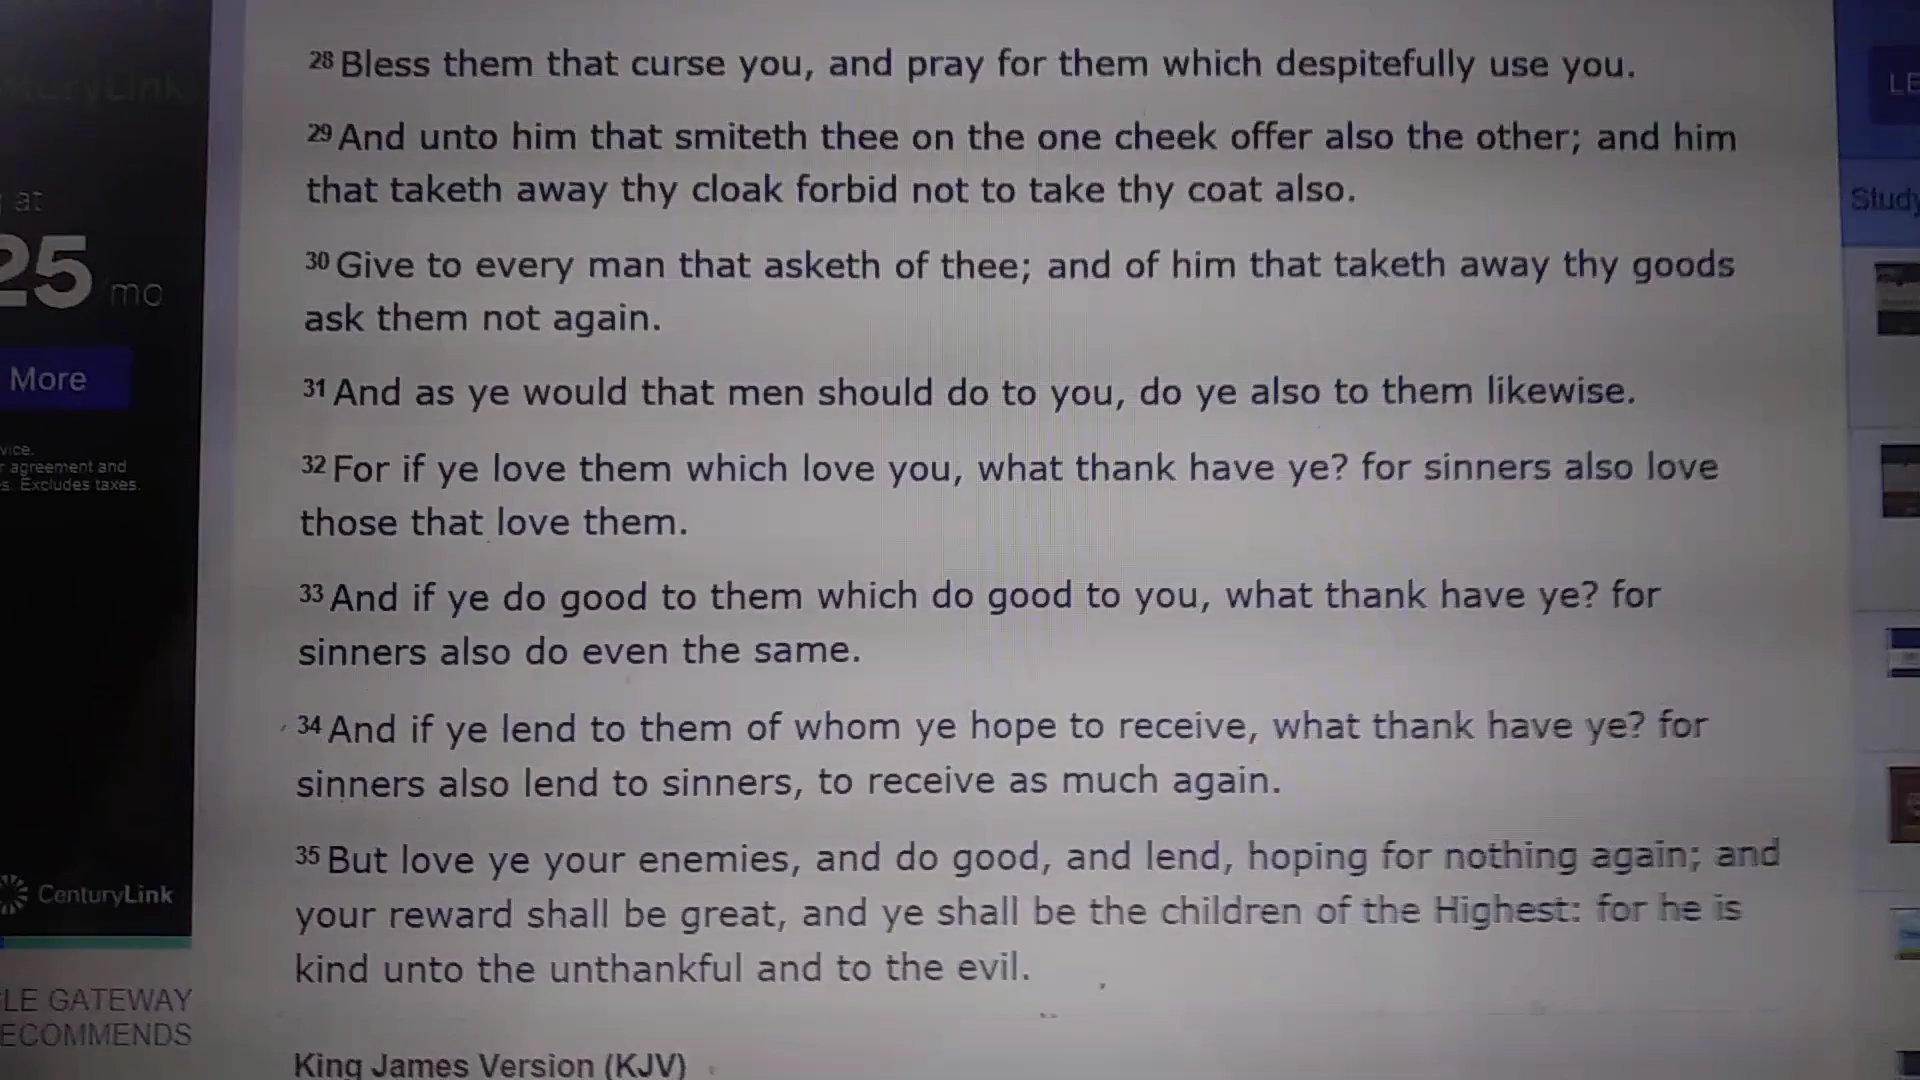 28 Bless them that curse you, and pray for them which despitefully use you.
29 And unto him that smiteth thee on the one cheek offer also the other; and him
that taketh away thy cloak forbid not to take thy coat also.
30 Give to every man that asketh of thee; and of him that taketh away thy goods
ask them not again.
31 And as ye would that men should do to you, do ye also to them likewise.
32 For if ye love them which love you, what thank have ye? for sinners also love
those that love them.
33 And if ye do good to them which do good to you, what thank have ye? for
sinners also do even the same.
34 And if ye lend to them of whom ye hope to receive, what thank have ye? for
sinners also lend to sinners, to receive as much again.
35 But love ye your enemies, and do good, and lend, hoping for nothing again; and
your reward shall be great, and ye shall be the children of the Highest: for he is
kind unto the unthankful and to the evil.
King James Version (KJV)
at
25 mo
More
vice.
r agreement and
s. Excludes taxes.
CenturyLink
LE GATEWAY
ECOMMENDS
LE
Study